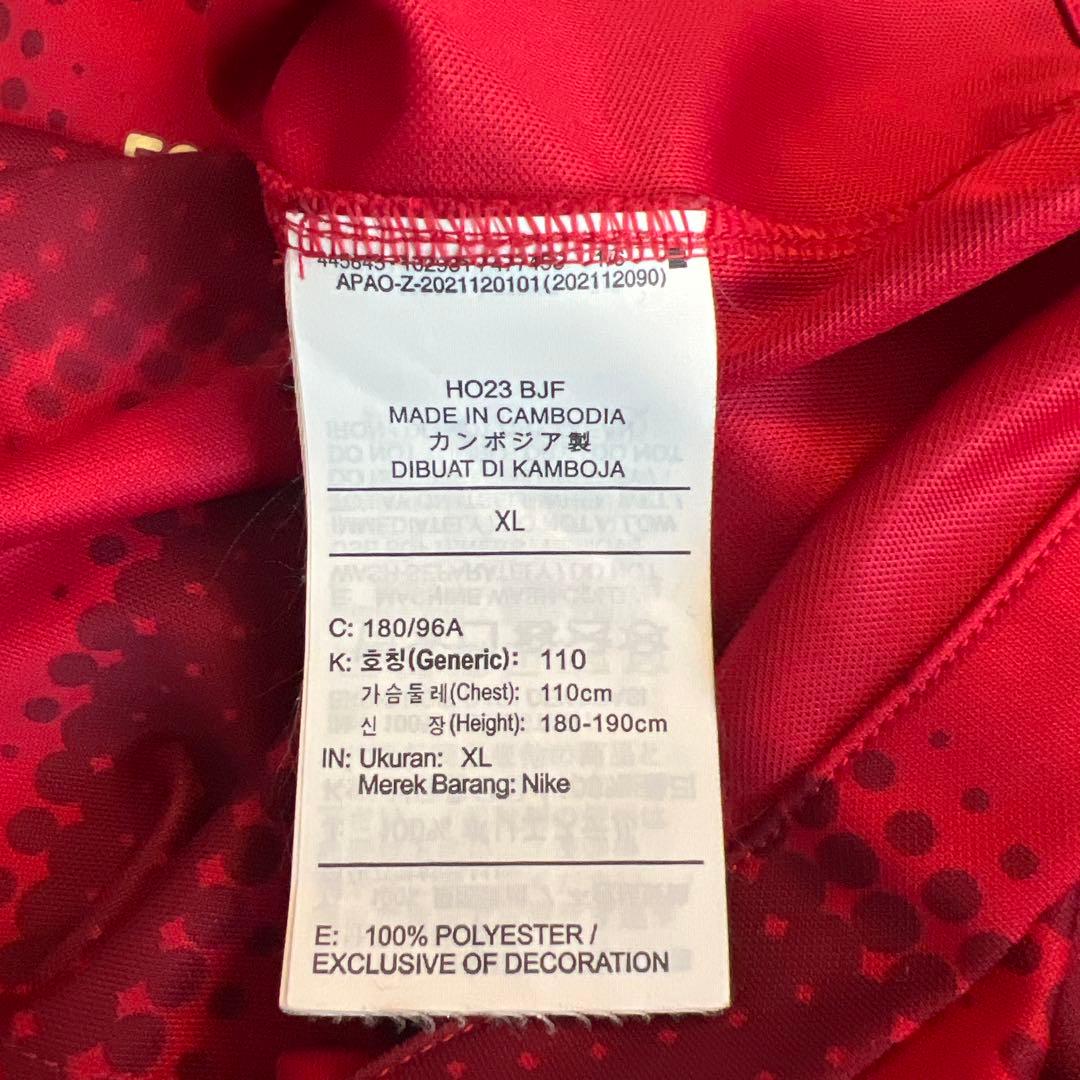 APAO-Z-2021120101(202112090)
HO23 BJF
MADE IN CAMBODIA
カンボジア製
DIBUAT DI KAMBOJA
XL
C: 180/96A
K: 호칭(Generic): 110
가슴둘레(Chest): 110cm
신 장(Height): 180-190cm
IN: Ukuran: XL
Merek Barang: Nike
E: 100% POLYESTER /
EXCLUSIVE OF DECORATION